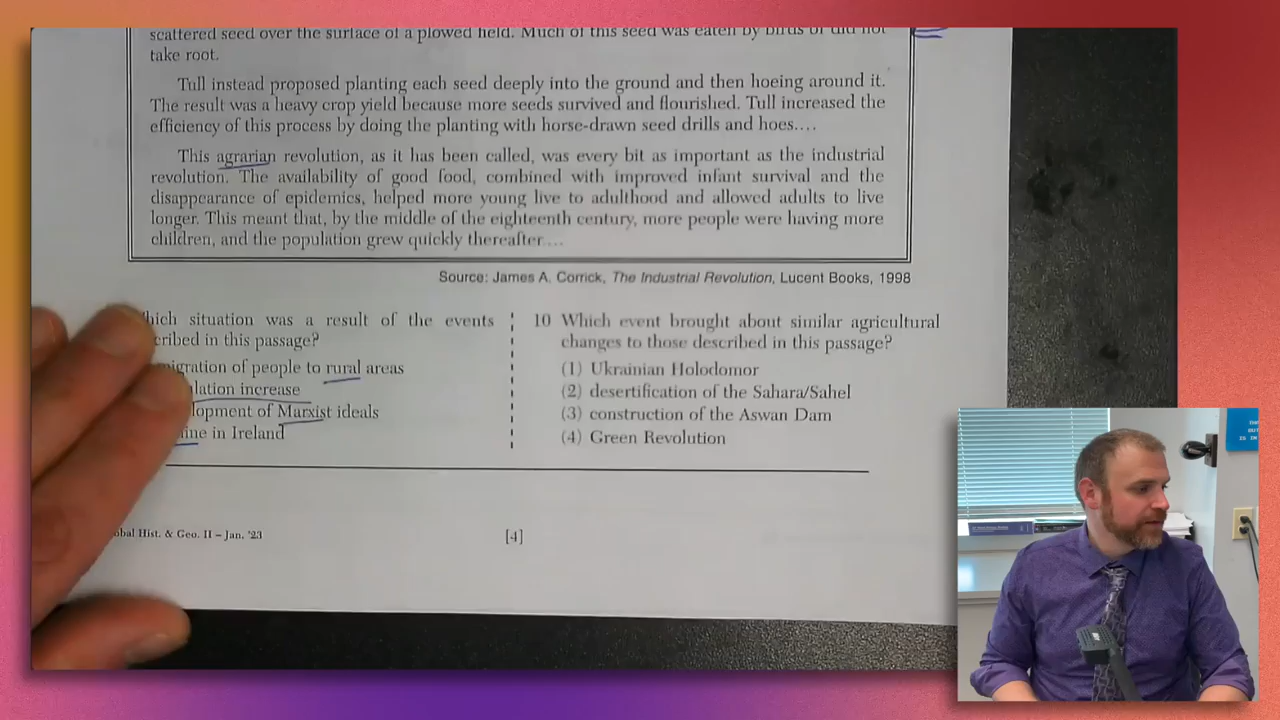 scattered seed over the surface of a plowed field. Much of this seed was eaten by birds or did not
take root.
Tull instead proposed planting each seed deeply into the ground and then hoeing around it.
The result was a heavy crop yield because more seeds survived and flourished. Tull increased the
efficiency of this process by doing the planting with horse-drawn seed drills and hoes....
This agrarian revolution, as it has been called, was every bit as important as the industrial
revolution. The availability of good food, combined with improved infant survival and the
disappearance of epidemics, helped more young live to adulthood and allowed adults to live
longer. This meant that, by the middle of the eighteenth century, more people were having more
children, and the population grew quickly thereafter....
Source: James A. Corrick, The Industrial Revolution, Lucent Books, 1998
hich situation was a result of the events
cribed in this passage?
igration of people to rural areas
lation increase
lopment of Marxist ideals
ine in Ireland
10 Which event brought about similar agricultural
changes to those described in this passage?
(1) Ukrainian Holodomor
(2) desertification of the Sahara/Sahel
(3) construction of the Aswan Dam
(4) Green Revolution
obal Hist. & Geo. II – Jan. '23
[4]